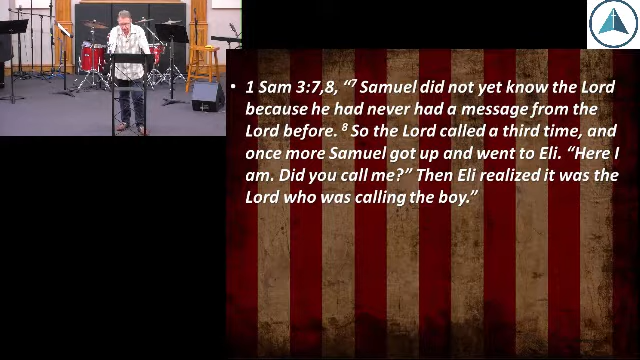 • 1 Sam 3:7,8, “⁷ Samuel did not yet know the Lord
because he had never had a message from the
Lord before. ⁸ So the Lord called a third time, and
once more Samuel got up and went to Eli. “Here I
am. Did you call me?” Then Eli realized it was the
Lord who was calling the boy.”